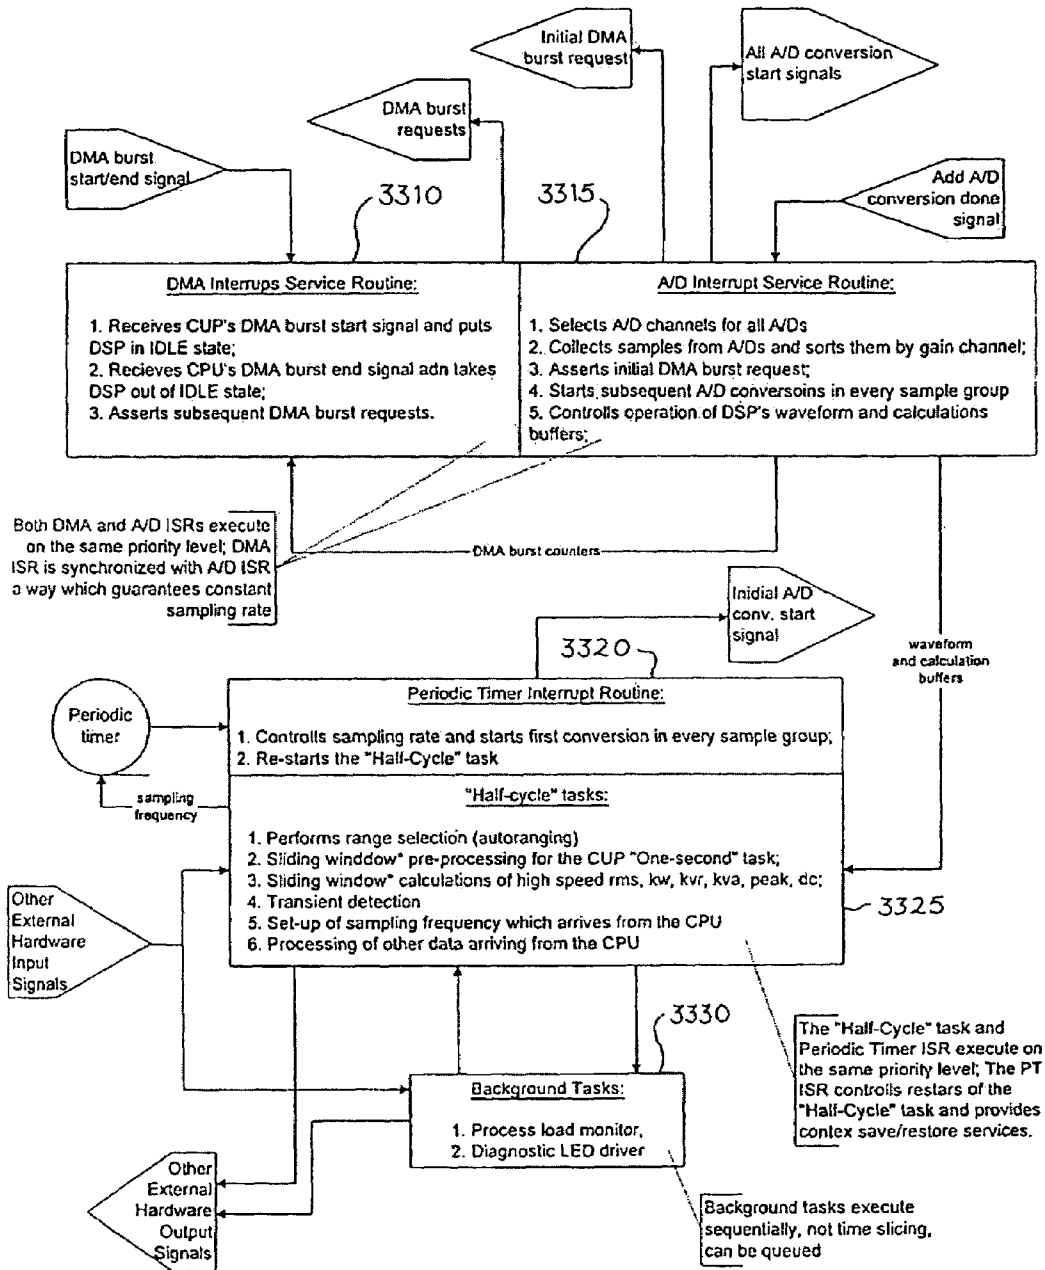 Initial DMA
burst request
All A/D conversion
start signals
DMA burst
requests
DMA burst
start/end signal
Add A/D
conversion done
signal
3310
3315
DMA Interrups Service Routine:
1. Receives CUP's DMA burst start signal and puts
DSP in IDLE state;
2. Recieves CPU's DMA burst end signal adn takes
DSP out of IDLE state;
3. Asserts subsequent DMA burst requests.
A/D Interrupt Service Routine:
1. Selects A/D channels for all A/Ds
2. Collects samples from A/Ds and sorts them by gain channel;
3. Asserts initial DMA burst request;
4. Starts subsequent A/D conversoins in every sample group
5. Controlls operation of DSP's waveform and calculations
buffers;
Both DMA and A/D ISRs execute
on the same priority level; DMA
ISR is synchronized with A/D ISR
a way which guarantees constant
sampling rate
DMA burst counters
Inidial A/D
conv. start
signal
waveform
and calculation
buffers
3320
Periodic
timer
Periodic Timer Interrupt Routine:
1. Controlls sampling rate and starts first conversion in every sample group;
2. Re-starts the "Half-Cycle" task
sampling
frequency
"Half-cycle" tasks:
1. Performs range selection (autoranging)
2. Sliding winddow* pre-processing for the CUP "One-second" task;
3. Sliding window* calculations of high speed rms, kw, kvr, kva, peak, dc;
4. Transient detection
5. Set-up of sampling frequency which arrives from the CPU
6. Processing of other data arriving from the CPU
3325
Other
External
Hardware
Input
Signals
3330
The "Half-Cycle" task and
Periodic Timer ISR execute on
the same priority level; The PT
ISR controlls restars of the
"Half-Cycle" task and provides
contex save/restore services.
Background Tasks:
1. Process load monitor,
2. Diagnostic LED driver
Other
External
Hardware
Output
Signals
Background tasks execute
sequentially, not time slicing,
can be queued